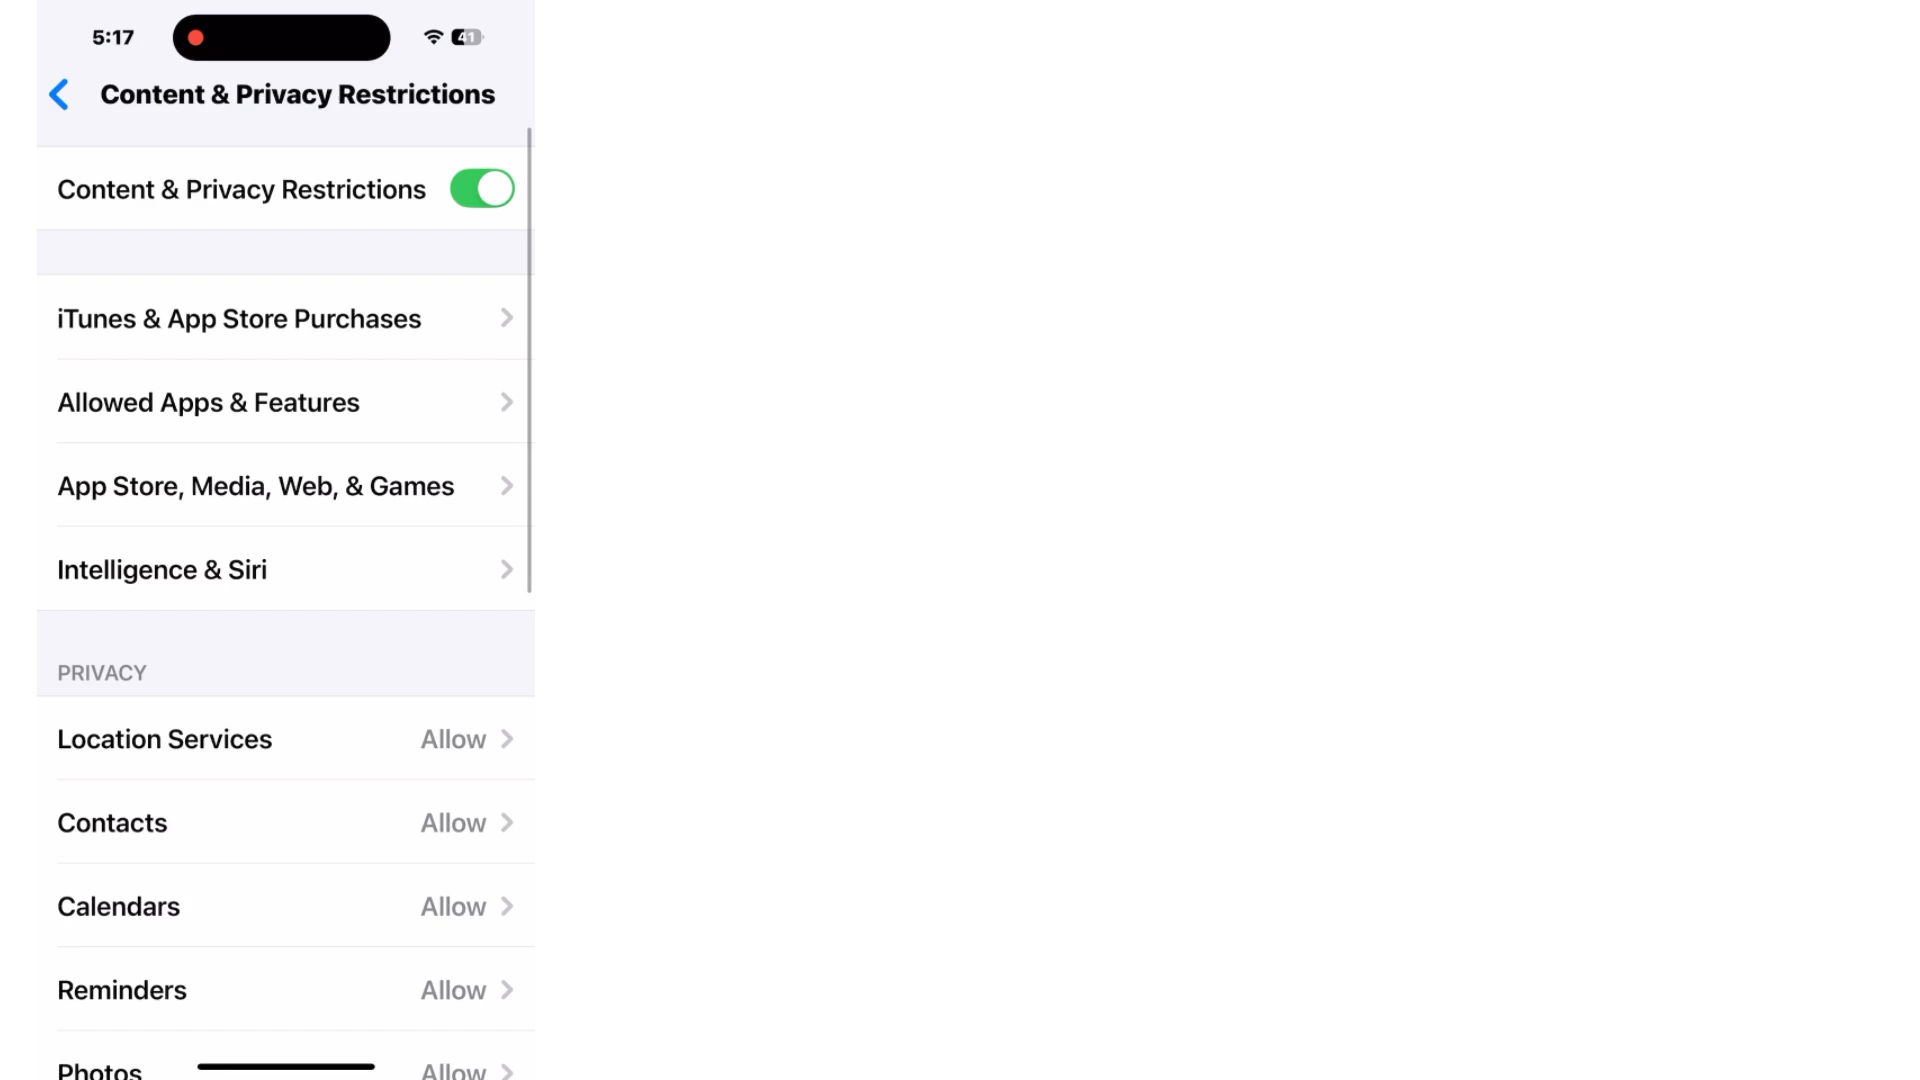 5:17
41
Content & Privacy Restrictions
Content & Privacy Restrictions
iTunes & App Store Purchases
Allowed Apps & Features
App Store, Media, Web, & Games
Intelligence & Siri
PRIVACY
Location Services Allow
Contacts Allow
Calendars Allow
Reminders Allow
Photos Allow